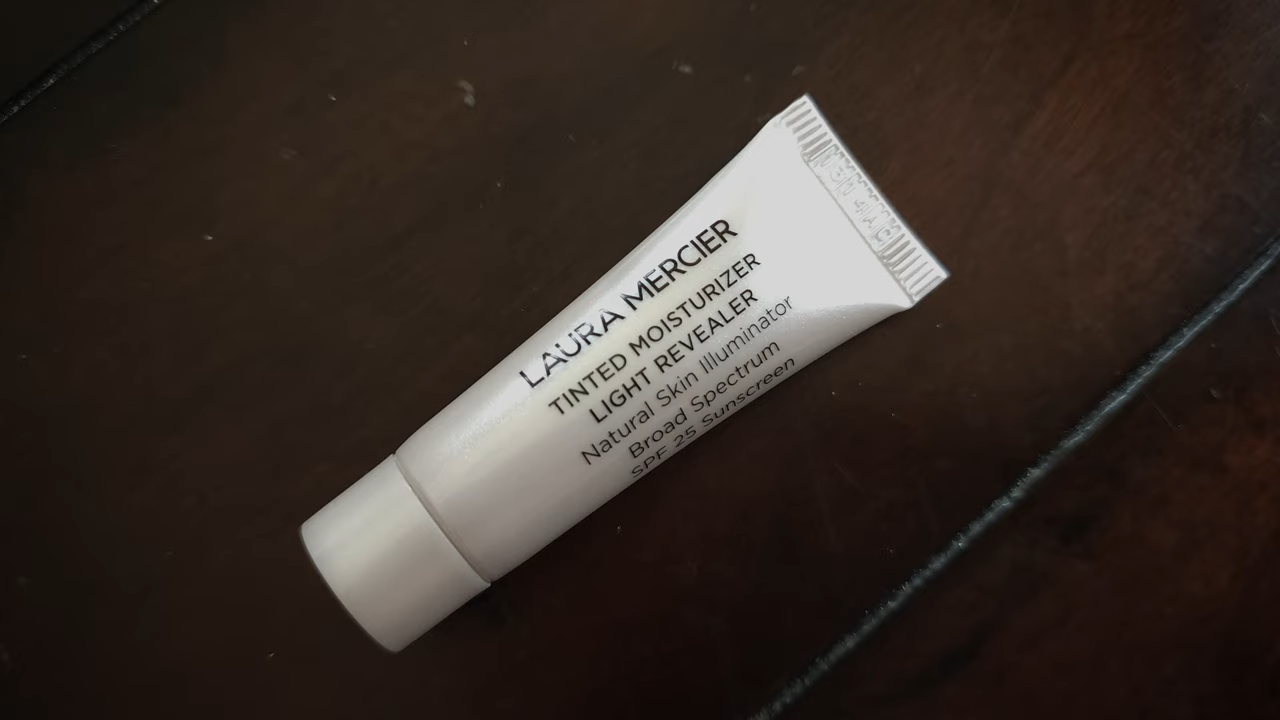 LAURA MERCIER
TINTED MOISTURIZER
LIGHT REVEALER
Natural Skin Illuminator
Broad Spectrum
SPF 25 Sunscreen